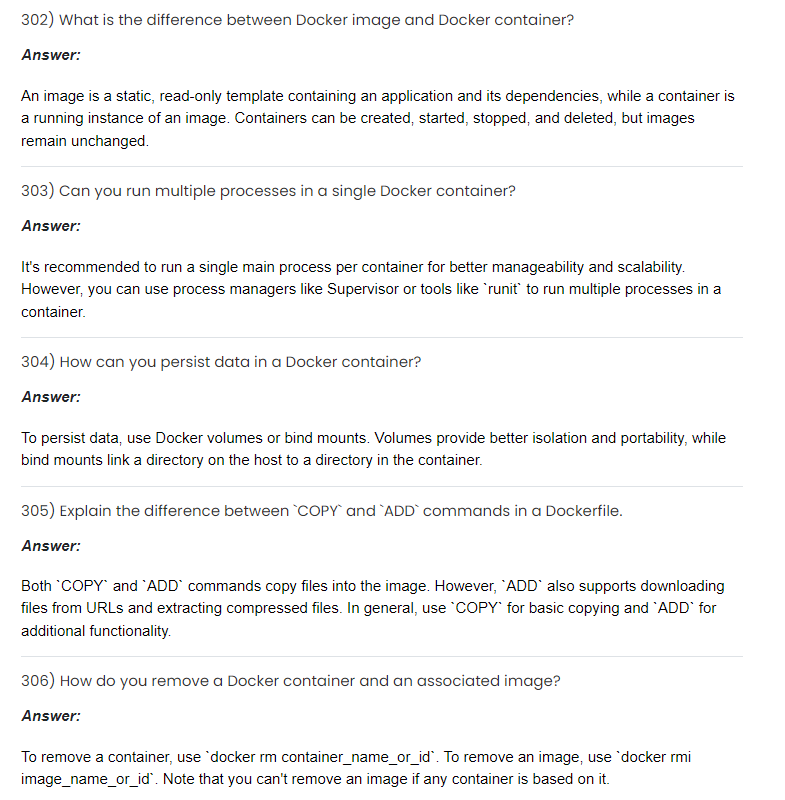 302) What is the difference between Docker image and Docker container?
Answer:
An image is a static, read-only template containing an application and its dependencies, while a container is
a running instance of an image. Containers can be created, started, stopped, and deleted, but images
remain unchanged.
303) Can you run multiple processes in a single Docker container?
Answer:
It's recommended to run a single main process per container for better manageability and scalability.
However, you can use process managers like Supervisor or tools like `runit` to run multiple processes in a
container.
304) How can you persist data in a Docker container?
Answer:
To persist data, use Docker volumes or bind mounts. Volumes provide better isolation and portability, while
bind mounts link a directory on the host to a directory in the container.
305) Explain the difference between `COPY` and `ADD` commands in a Dockerfile.
Answer:
Both `COPY` and `ADD` commands copy files into the image. However, `ADD` also supports downloading
files from URLs and extracting compressed files. In general, use `COPY` for basic copying and `ADD` for
additional functionality.
306) How do you remove a Docker container and an associated image?
Answer:
To remove a container, use `docker rm container_name_or_id`. To remove an image, use `docker rmi
image_name_or_id`. Note that you can't remove an image if any container is based on it.